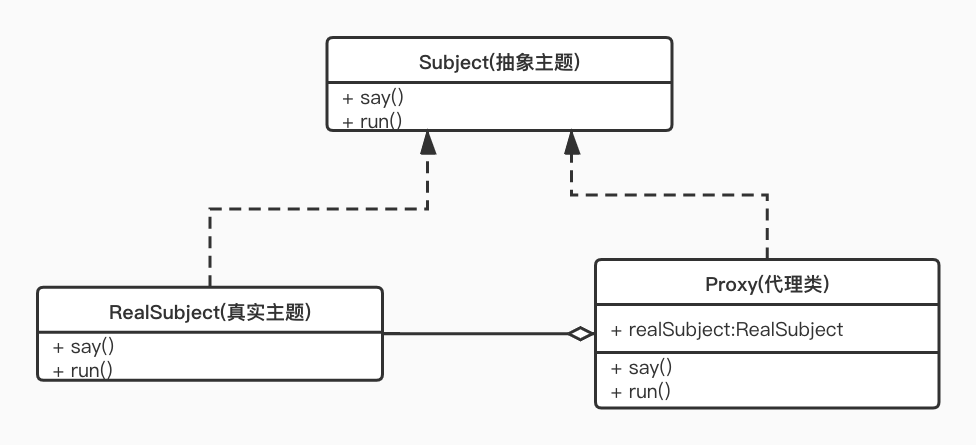 Subject(抽象主题)
+ say()
+ run()
RealSubject(真实主题)
+ say()
+ run()
Proxy(代理类)
+ realSubject:RealSubject
+ say()
+ run()